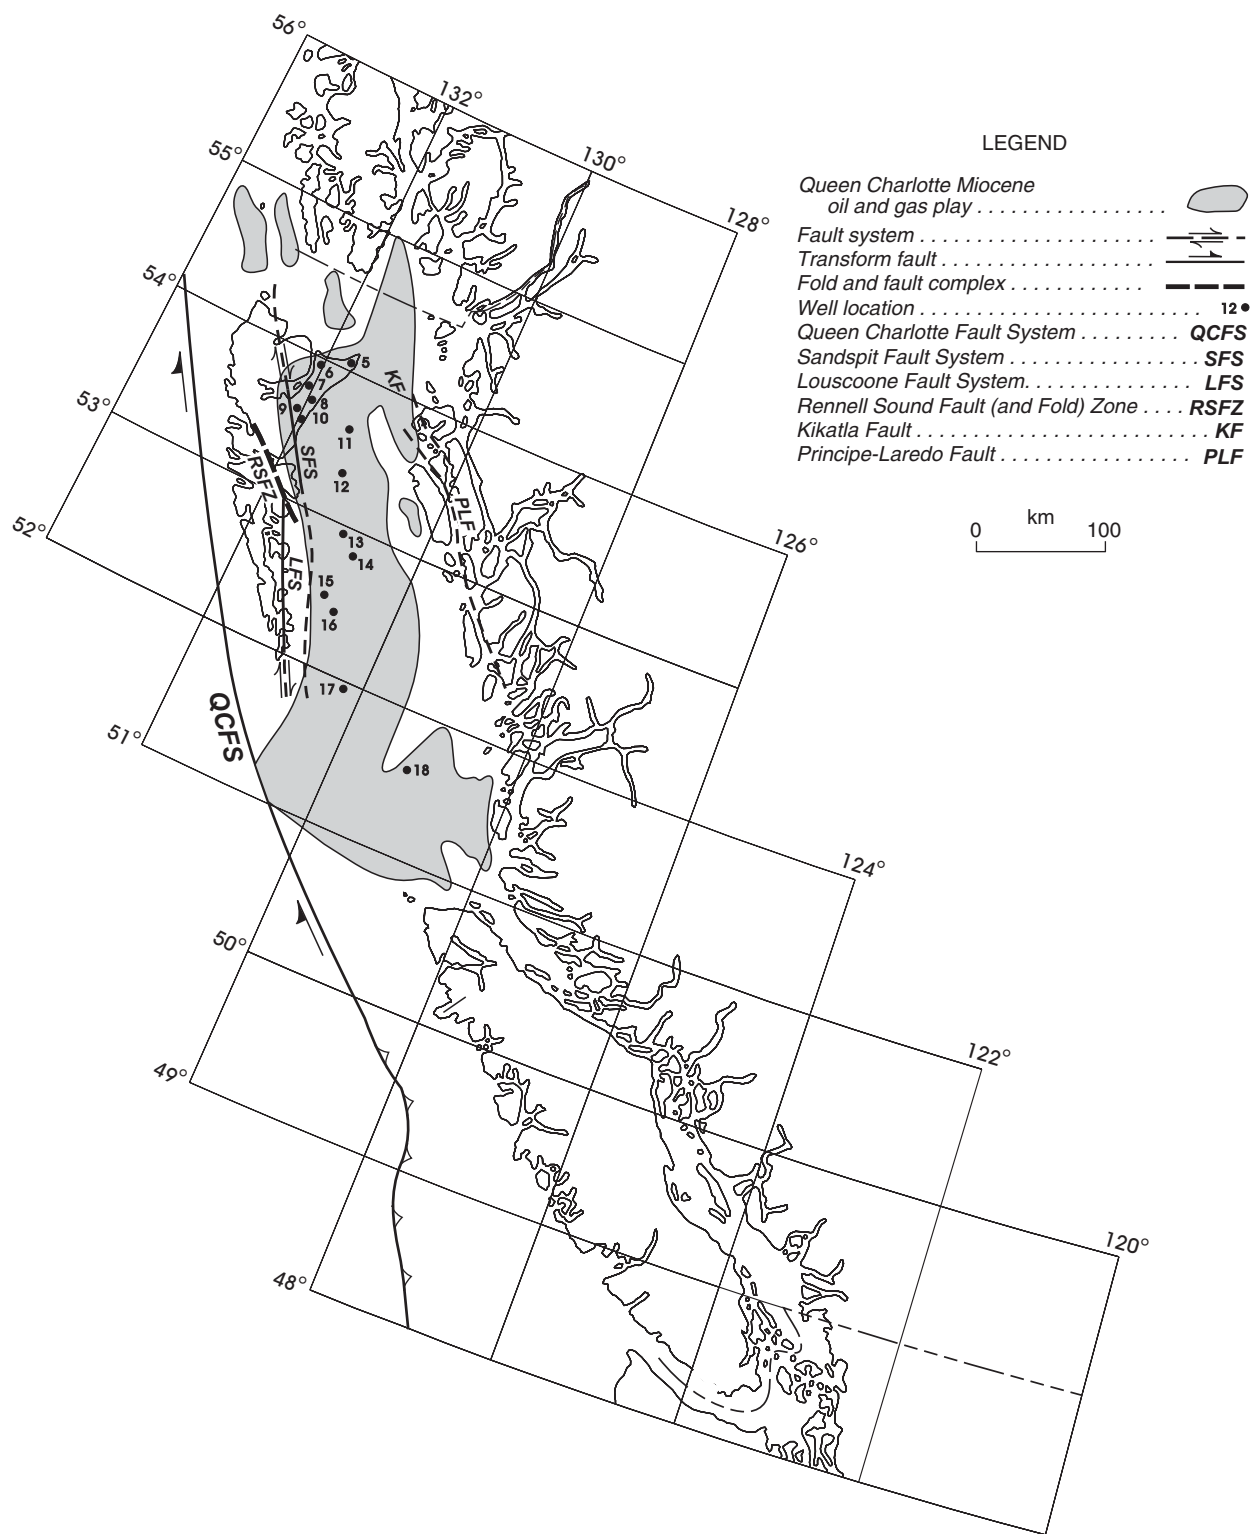 56°
132°
130°
128°
55°
54°
53°
52°
51°
50°
49°
48°
126°
124°
122°
120°
5
6
7
8
9
10
11
12
13
14
15
16
17
18
KF
SFS
RSFZ
LFS
PLF
QCFS
LEGEND
Queen Charlotte Miocene
oil and gas play . . . . . . . . . . . . . . . . . .
Fault system . . . . . . . . . . . . . . . . . . . . . . .
Transform fault . . . . . . . . . . . . . . . . . . . . .
Fold and fault complex . . . . . . . . . . . . .
Well location . . . . . . . . . . . . . . . . . . . . . . . . . . . 12
Queen Charlotte Fault System . . . . . . . . . QCFS
Sandspit Fault System . . . . . . . . . . . . . . . . . SFS
Louscoone Fault System. . . . . . . . . . . . . . . LFS
Rennell Sound Fault (and Fold) Zone . . . . RSFZ
Kikatla Fault . . . . . . . . . . . . . . . . . . . . . . . . . . KF
Principe-Laredo Fault . . . . . . . . . . . . . . . . PLF
km
0 100